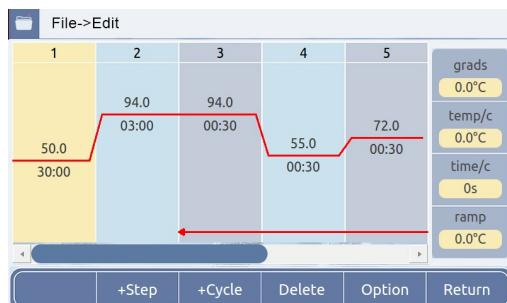 File->Edit
1 2 3 4 5
94.0 94.0
03:00 00:30
50.0 55.0 72.0
30:00 00:30 00:30
grads
0.0°C
temp/c
0.0°C
time/c
0s
ramp
0.0°C
+Step +Cycle Delete Option Return